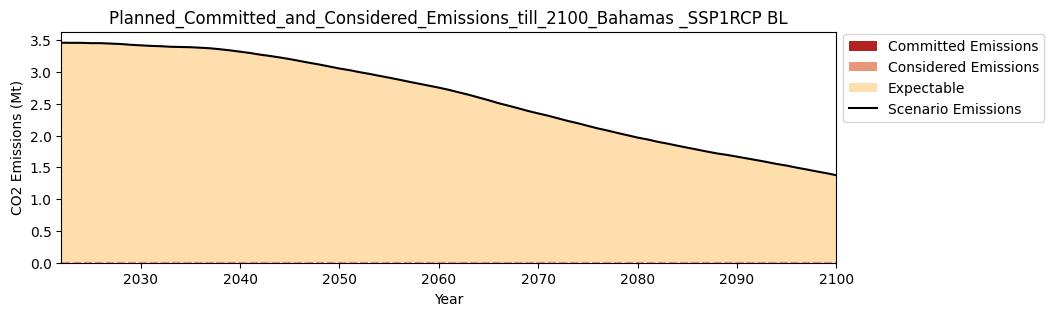 Planned_Committed_and_Considered_Emissions_till_2100_Bahamas _SSP1RCP BL
Committed Emissions
Considered Emissions
Expectable
Scenario Emissions
CO2 Emissions (Mt)
3.5
3.0
2.5
2.0
1.5
1.0
0.5
0.0
2030 2040 2050 2060 2070 2080 2090 2100
Year